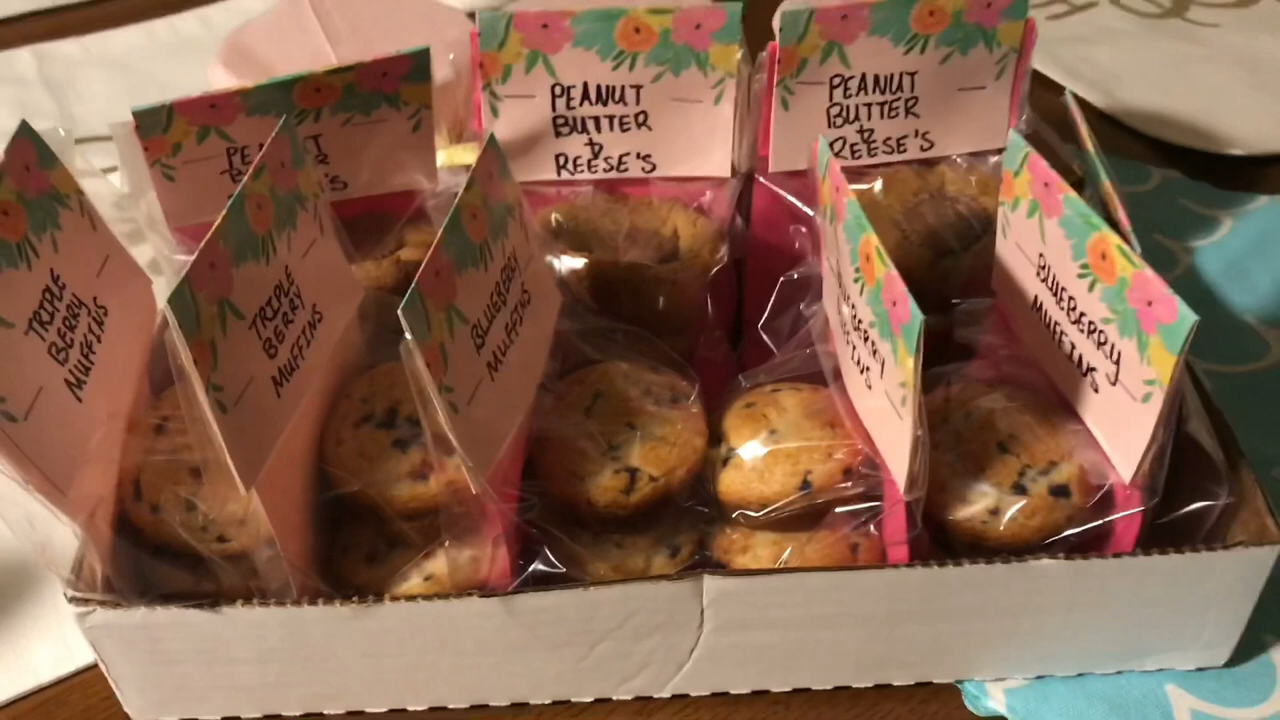 PEANUT
BUTTER
&
REESE'S
PEANUT
BUTTER
&
REESE'S
TRIPLE
BERRY
MUFFINS
TRIPLE
BERRY
MUFFINS
BLUEBERRY
MUFFINS
BLUEBERRY
MUFFINS